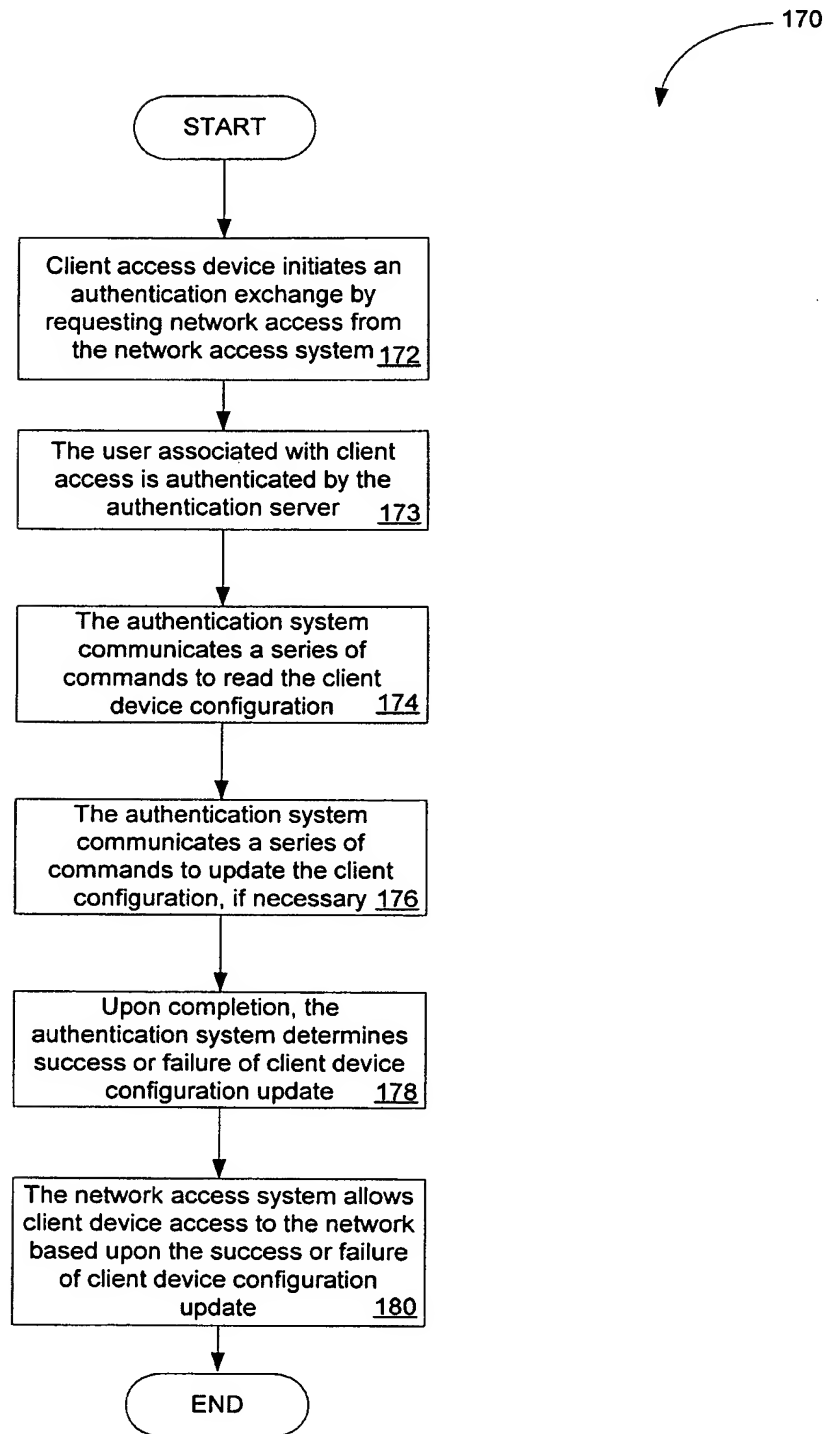 170
START
Client access device initiates an
authentication exchange by
requesting network access from
the network access system 172
The user associated with client
access is authenticated by the
authentication server 173
The authentication system
communicates a series of
commands to read the client
device configuration 174
The authentication system
communicates a series of
commands to update the client
configuration, if necessary 176
Upon completion, the
authentication system determines
success or failure of client device
configuration update 178
The network access system allows
client device access to the network
based upon the success or failure
of client device configuration
update 180
END